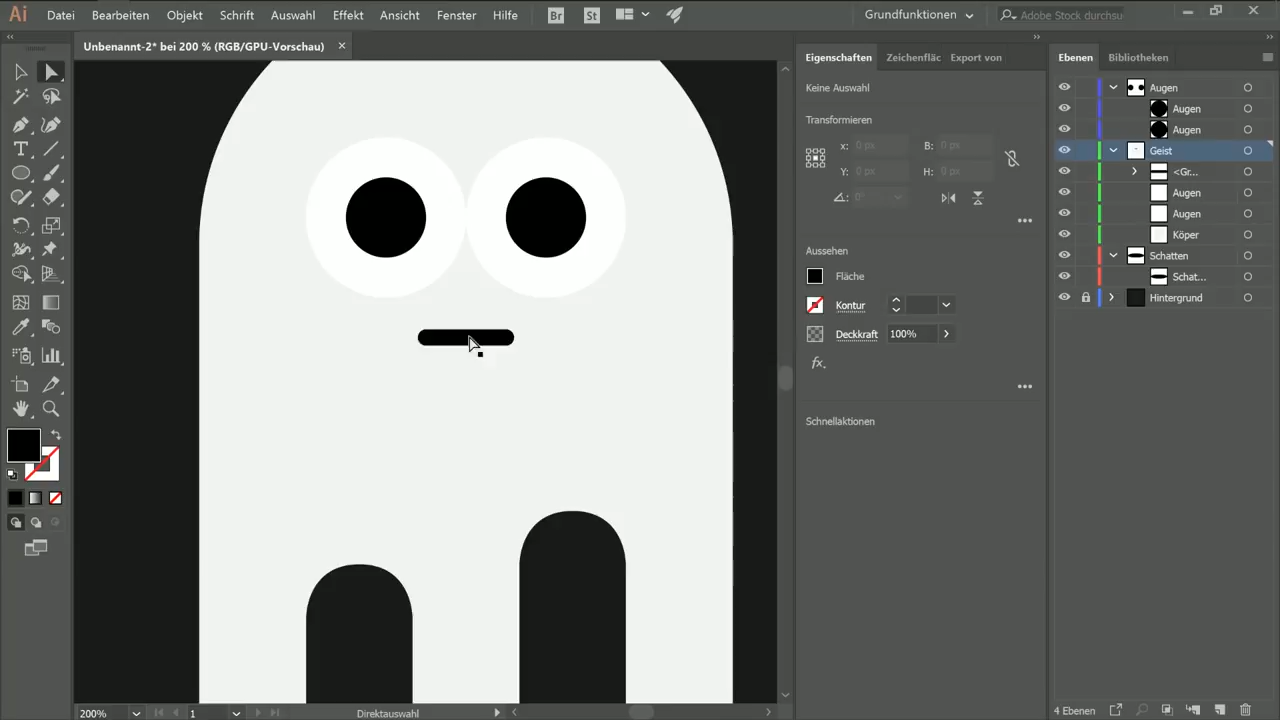 Ai Datei Bearbeiten Objekt Schrift Auswahl Effekt Ansicht Fenster Hilfe Br St Grundfunktionen Adobe Stock durchsu
Unbenannt-2* bei 200 % (RGB/GPU-Vorschau)
Eigenschaften Zeichenfläc Export von
Ebenen Bibliotheken
Keine Auswahl
Transformieren
x: 0 px B: 0 px
Y: 0 px H: 0 px
0°
Aussehen
Fläche
Kontur
Deckkraft 100%
fx.
Schnellaktionen
Augen
Augen
Augen
Geist
<Gr...
Augen
Augen
Köper
Schatten
Schat...
Hintergrund
4 Ebenen
200% 1 Direktauswahl